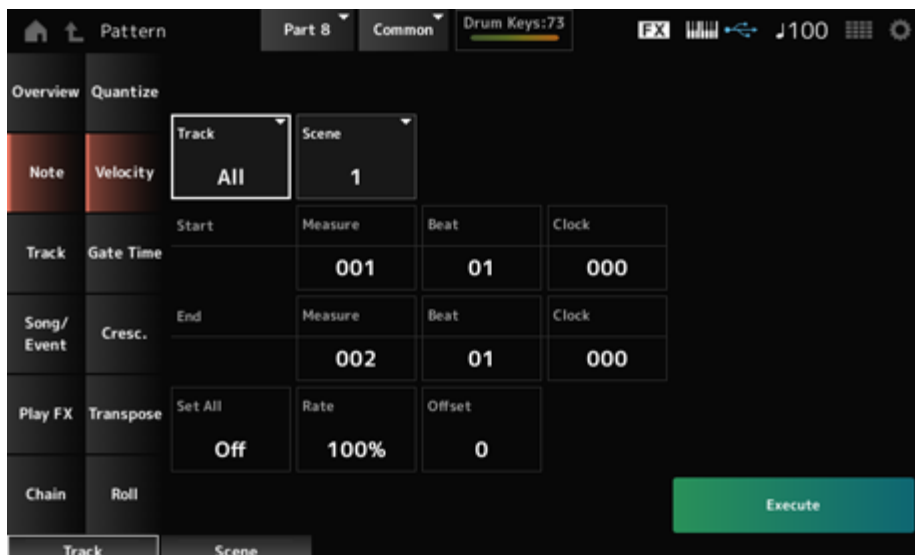 Pattern
Part 8
Common
Drum Keys:73
FX
♩100
Overview
Quantize
Note
Velocity
Track
All
Scene
1
Track
Gate Time
Start
Measure
Beat
Clock
001
01
000
Song/
Event
Cresc.
End
Measure
Beat
Clock
002
01
000
Play FX
Transpose
Set All
Rate
Offset
Off
100%
0
Chain
Roll
Execute
Track
Scene